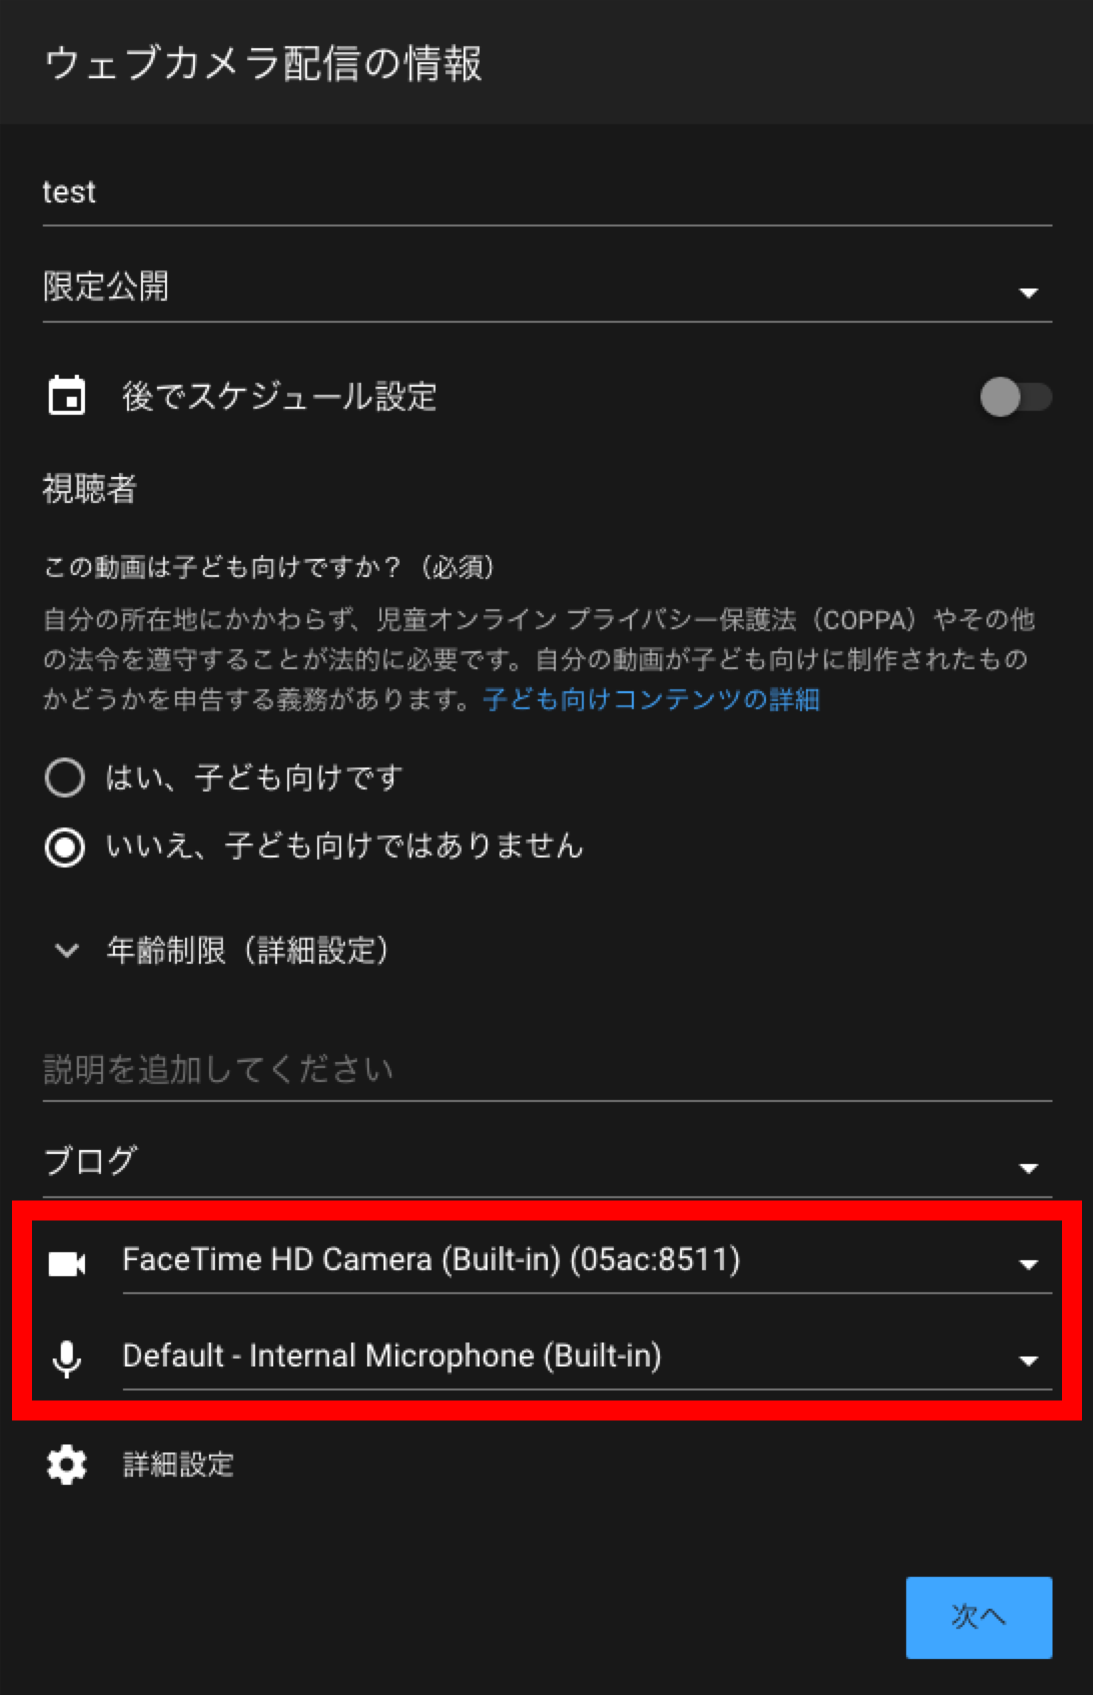 ウェブカメラ配信の情報
test
限定公開
後でスケジュール設定
視聴者
この動画は子ども向けですか？（必須）
自分の所在地にかかわらず、児童オンライン プライバシー保護法（COPPA）やその他
の法令を遵守することが法的に必要です。自分の動画が子ども向けに制作されたもの
かどうかを申告する義務があります。子ども向けコンテンツの詳細
はい、子ども向けです
いいえ、子ども向けではありません
年齢制限（詳細設定）
説明を追加してください
ブログ
FaceTime HD Camera (Built-in) (05ac:8511)
Default - Internal Microphone (Built-in)
詳細設定
次へ